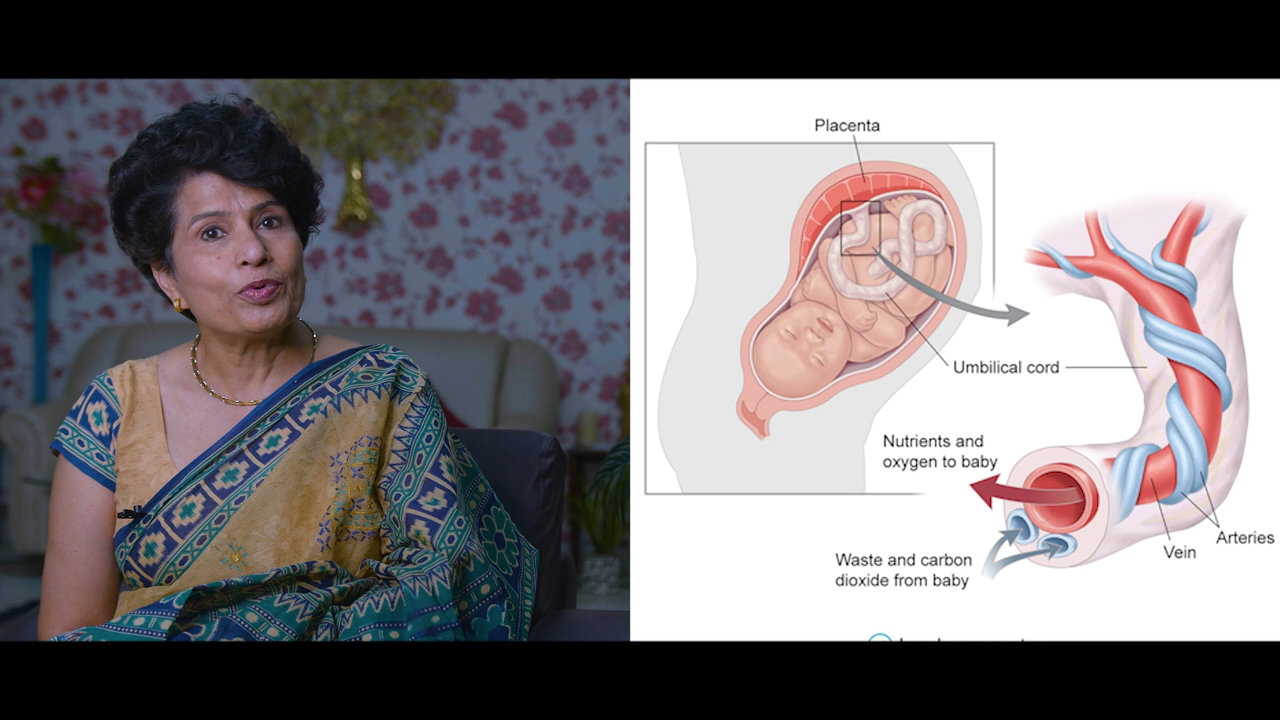 Placenta
Umbilical cord
Nutrients and
oxygen to baby
Vein
Arteries
Waste and carbon
dioxide from baby